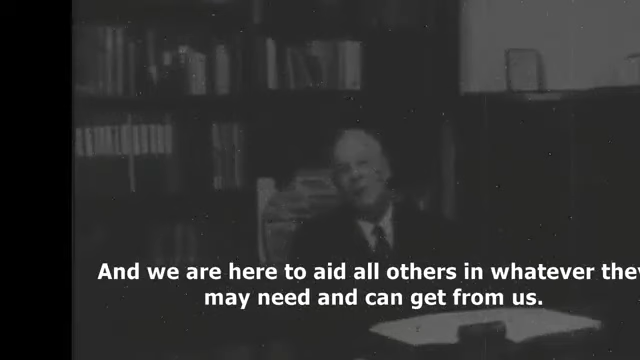 And we are here to aid all others in whatever they
may need and can get from us.